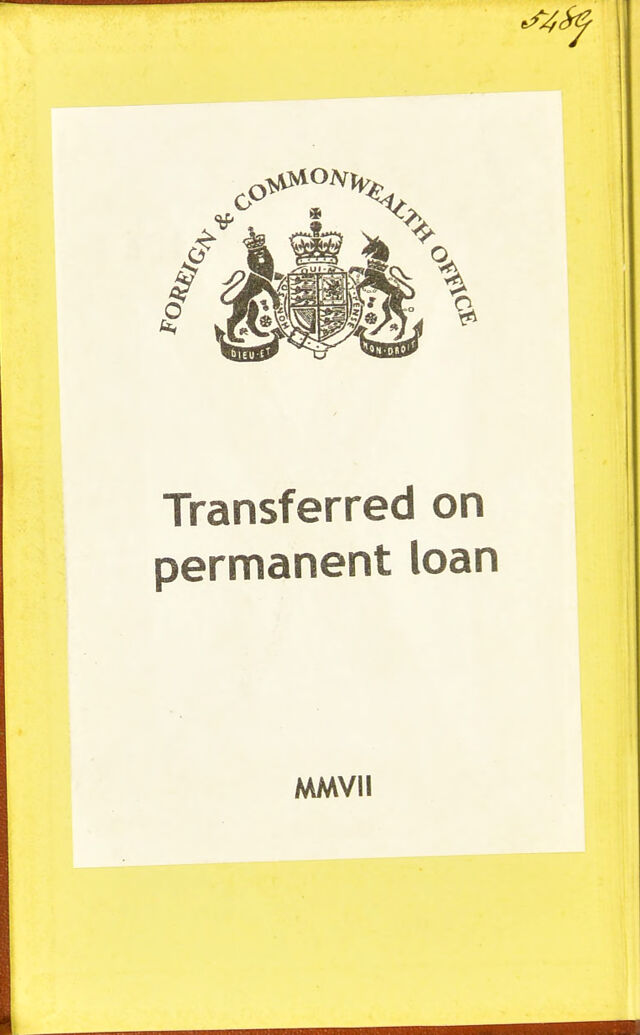 5489
FOREIGN & COMMONWEALTH OFFICE
DIEU·ET
MON·DROIT
Transferred on
permanent loan
MMVII